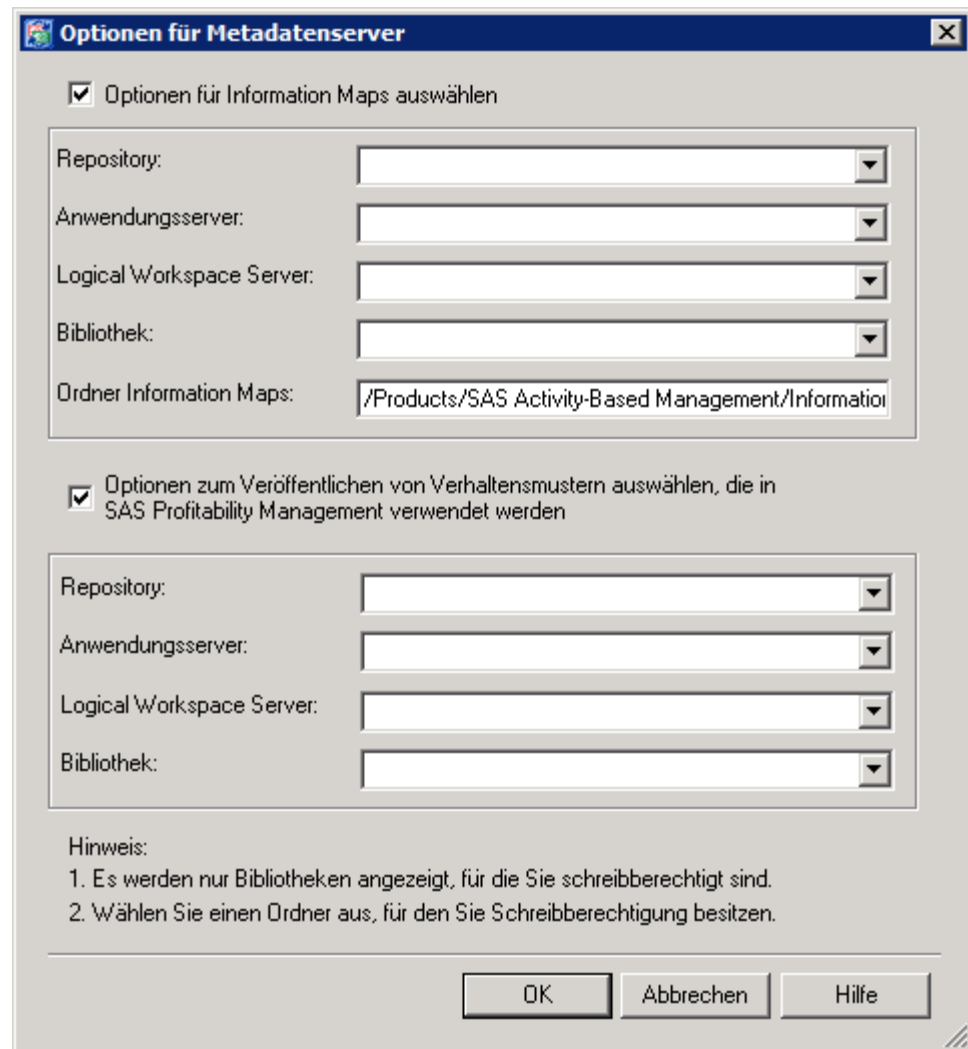 Optionen für Metadatenserver
Optionen für Information Maps auswählen
Repository:
Anwendungsserver:
Logical Workspace Server:
Bibliothek:
Ordner Information Maps: /Products/SAS Activity-Based Management/Information
Optionen zum Veröffentlichen von Verhaltensmustern auswählen, die in
SAS Profitability Management verwendet werden
Repository:
Anwendungsserver:
Logical Workspace Server:
Bibliothek:
Hinweis:
1. Es werden nur Bibliotheken angezeigt, für die Sie schreibberechtigt sind.
2. Wählen Sie einen Ordner aus, für den Sie Schreibberechtigung besitzen.
OK Abbrechen Hilfe